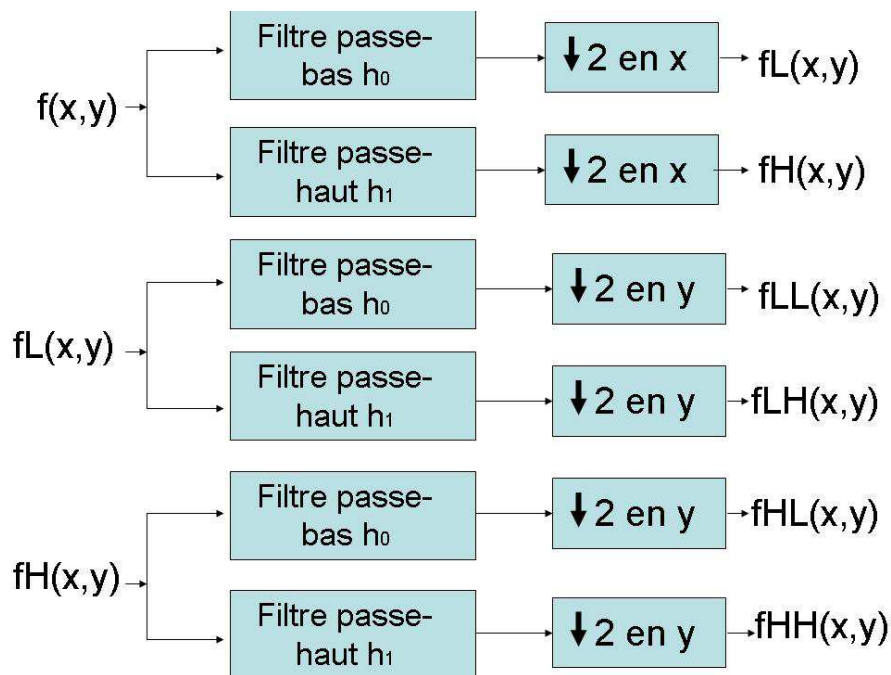 f(x,y)
Filtre passe-
bas h0
↓2 en x
fL(x,y)
Filtre passe-
haut h1
↓2 en x
fH(x,y)
fL(x,y)
Filtre passe-
bas h0
↓2 en y
fLL(x,y)
Filtre passe-
haut h1
↓2 en y
fLH(x,y)
fH(x,y)
Filtre passe-
bas h0
↓2 en y
fHL(x,y)
Filtre passe-
haut h1
↓2 en y
fHH(x,y)